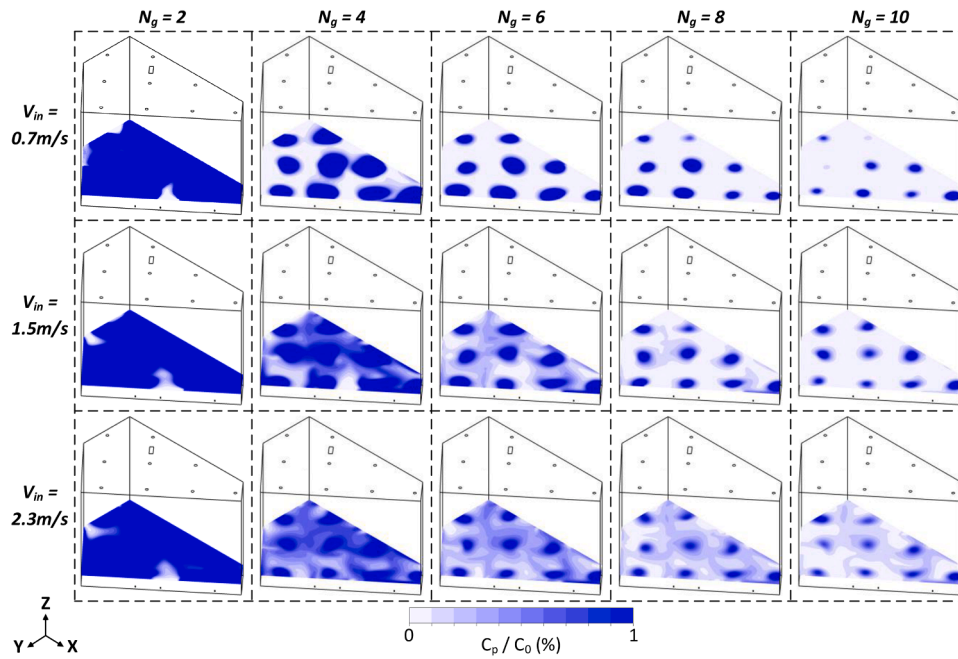 N_g = 2 N_g = 4 N_g = 6 N_g = 8 N_g = 10
V_in =
0.7m/s
V_in =
1.5m/s
V_in =
2.3m/s
Z
Y X
0 1
C_p / C_0 (%)